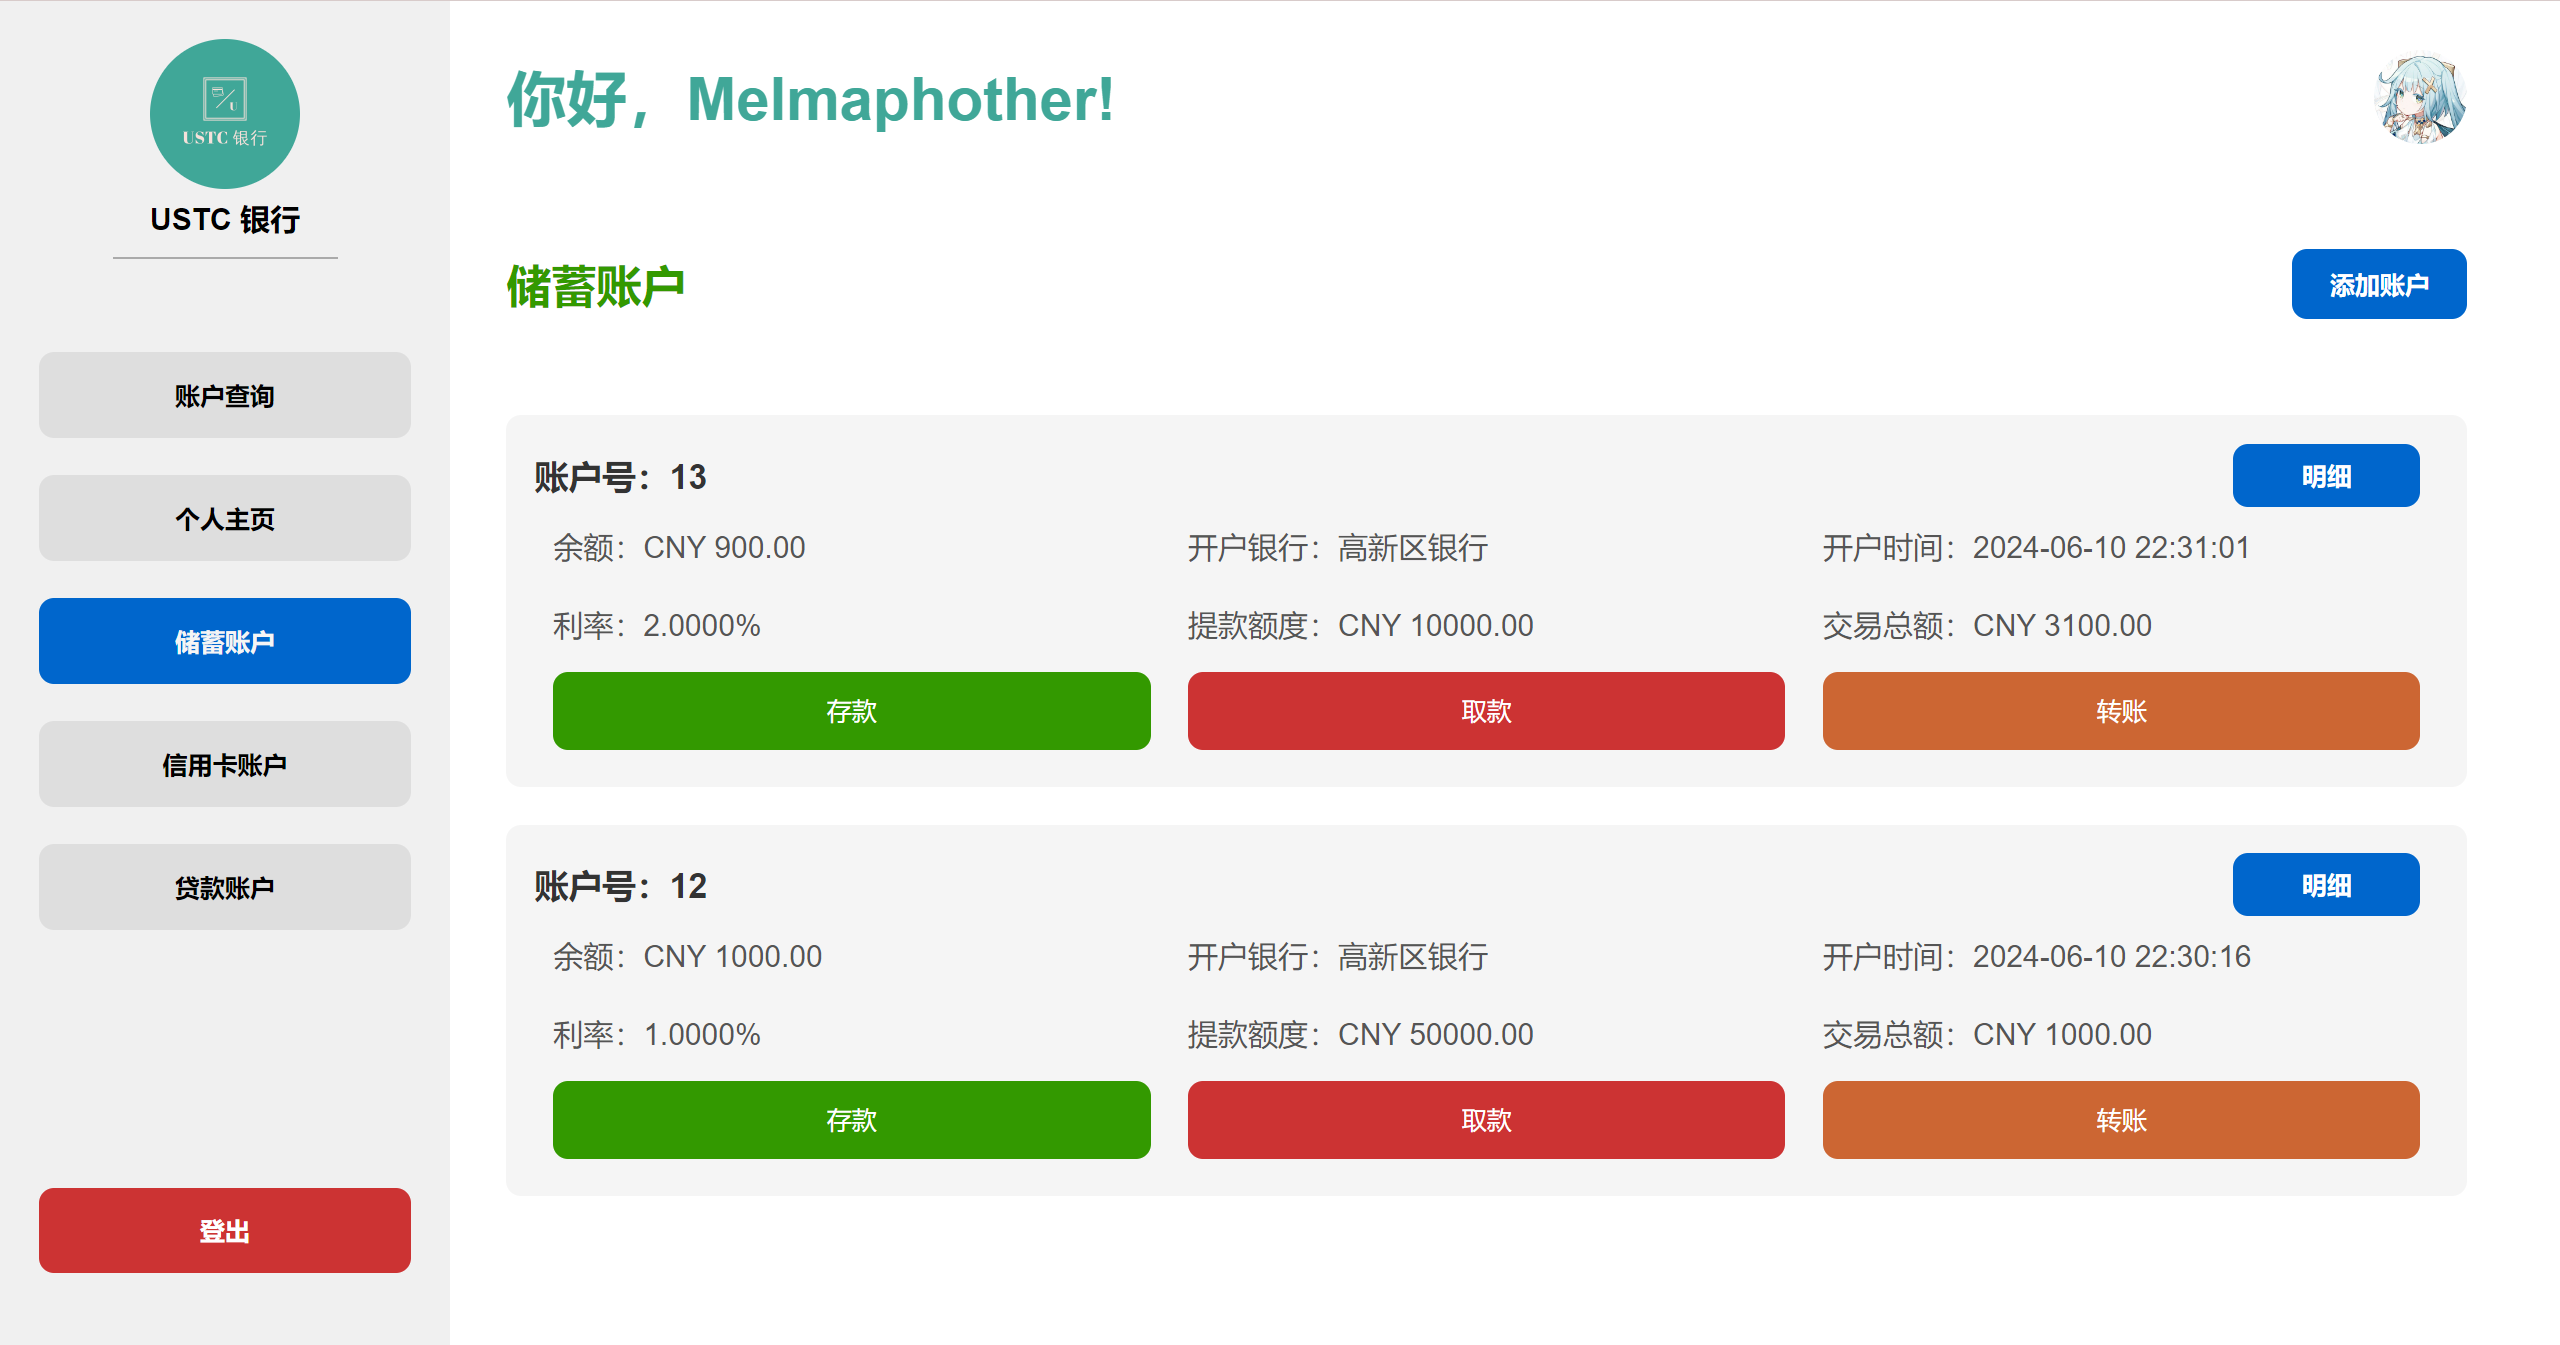 USTC 银行
USTC 银行
账户查询
个人主页
储蓄账户
信用卡账户
贷款账户
登出
你好，Melmaphother!
储蓄账户
添加账户
账户号：13
明细
余额：CNY 900.00
开户银行：高新区银行
开户时间：2024-06-10 22:31:01
利率：2.0000%
提款额度：CNY 10000.00
交易总额：CNY 3100.00
存款
取款
转账
账户号：12
明细
余额：CNY 1000.00
开户银行：高新区银行
开户时间：2024-06-10 22:30:16
利率：1.0000%
提款额度：CNY 50000.00
交易总额：CNY 1000.00
存款
取款
转账